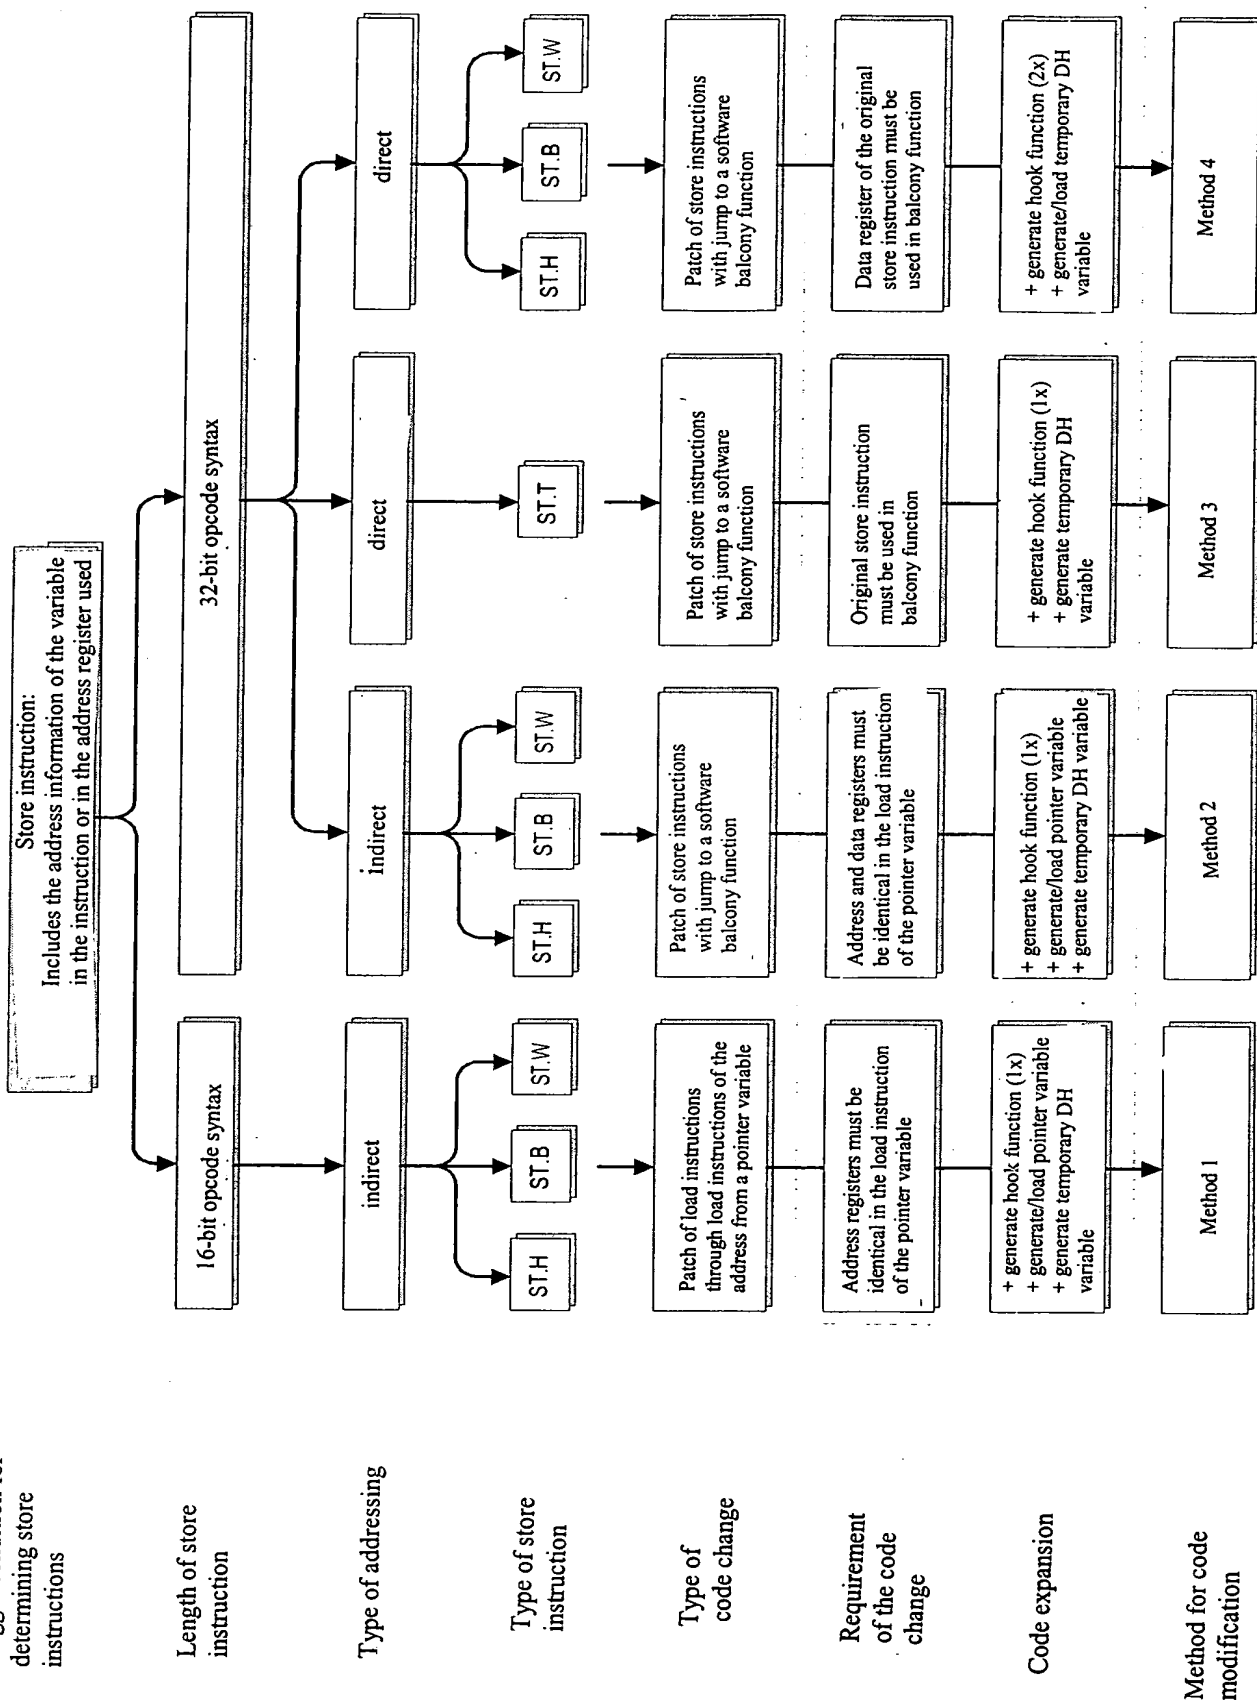 determining store
instructions
Store instruction:
Includes the address information of the variable
in the instruction or in the address register used
Length of store
instruction
16-bit opcode syntax
32-bit opcode syntax
Type of addressing
indirect
indirect
direct
direct
Type of store
instruction
ST.H
ST.B
ST.W
ST.H
ST.B
ST.W
ST.T
ST.H
ST.B
ST.W
Type of
code change
Patch of load instructions
through load instructions of the
address from a pointer variable
Patch of store instructions
with jump to a software
balcony function
Patch of store instructions
with jump to a software
balcony function
Patch of store instructions
with jump to a software
balcony function
Requirement
of the code
change
Address registers must be
identical in the load instruction
of the pointer variable
Address and data registers must
be identical in the load instruction
of the pointer variable
Original store instruction
must be used in
balcony function
Data register of the original
store instruction must be
used in balcony function
Code expansion
+ generate hook function (1x)
+ generate/load pointer variable
+ generate temporary DH
variable
+ generate hook function (1x)
+ generate/load pointer variable
+ generate temporary DH variable
+ generate hook function (1x)
+ generate temporary DH
variable
+ generate hook function (2x)
+ generate/load temporary DH
variable
Method for code
modification
Method 1
Method 2
Method 3
Method 4